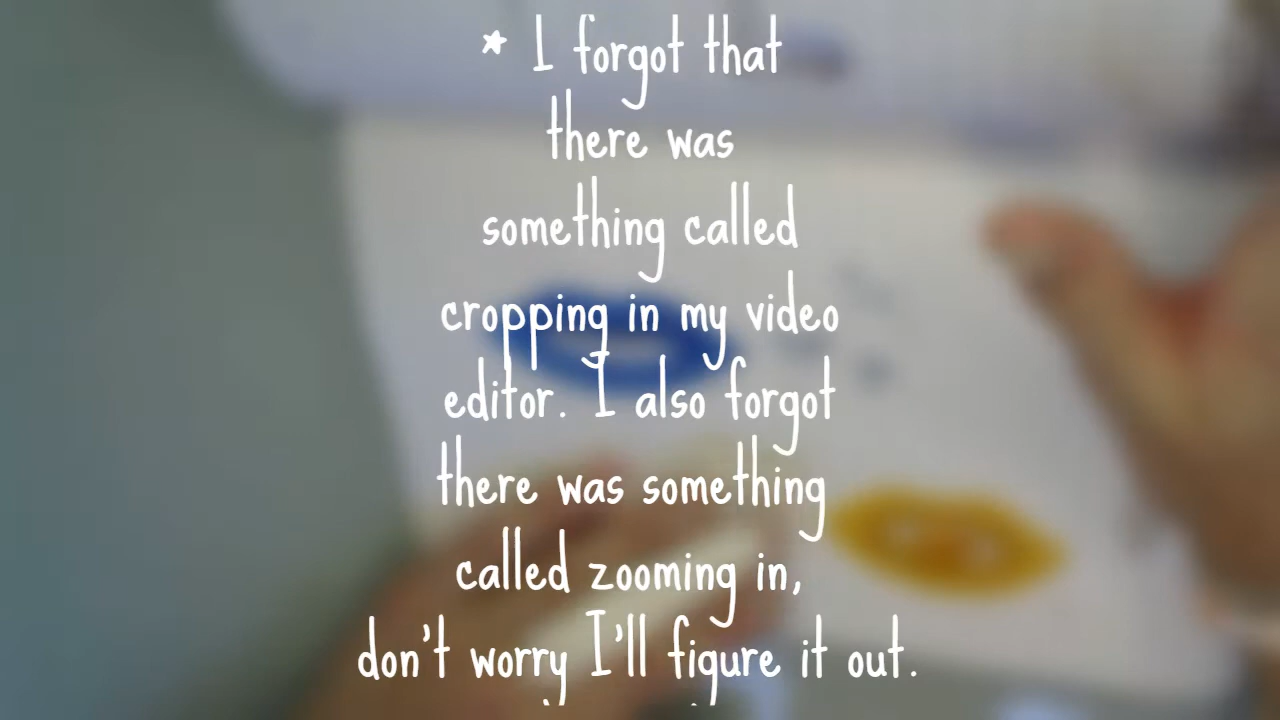 * I forgot that
there was
something called
cropping in my video
editor. I also forgot
there was something
called zooming in,
don't worry I'll figure it out.